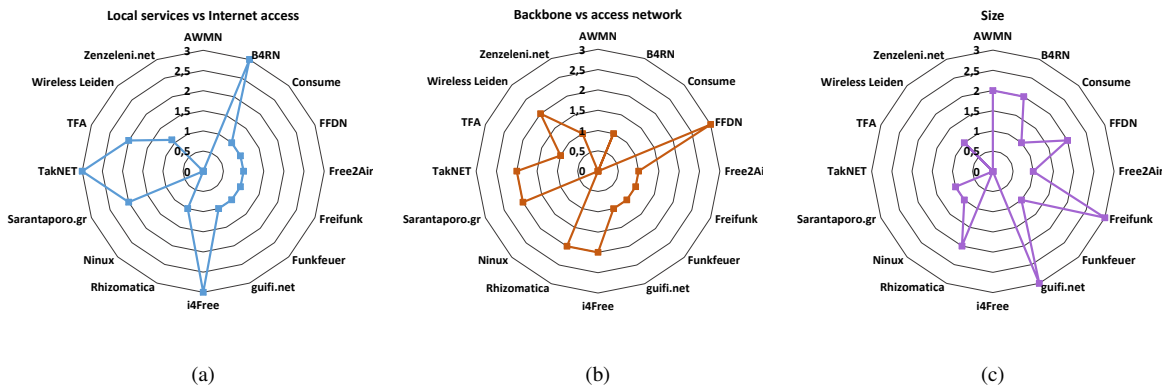 Local services vs Internet access
AWMN
B4RN
Consume
FFDN
Free2Air
Freifunk
Funkfeuer
guifi.net
i4Free
Rhizomatica
Ninux
Sarantaporo.gr
TakNET
TFA
Wireless Leiden
Zenzeleni.net
3
2,5
2
1,5
1
0,5
0
(a)
Backbone vs access network
AWMN
B4RN
Consume
FFDN
Free2Ai
Freifunk
Funkfeuer
guifi.net
i4Free
Rhizomatica
Ninux
Sarantaporo.gr
TakNET
TFA
Wireless Leiden
Zenzeleni.net
3
2,5
2
1,5
1
0,5
0
(b)
Size
AWMN
B4RN
Consume
FFDN
Free2Air
Freifunk
Funkfeuer
guifi.net
i4Free
Rhizomatica
Ninux
Sarantaporo.gr
TakNET
TFA
Wireless Leiden
Zenzeleni.net
3
2,5
2
1,5
1
0,5
0
(c)